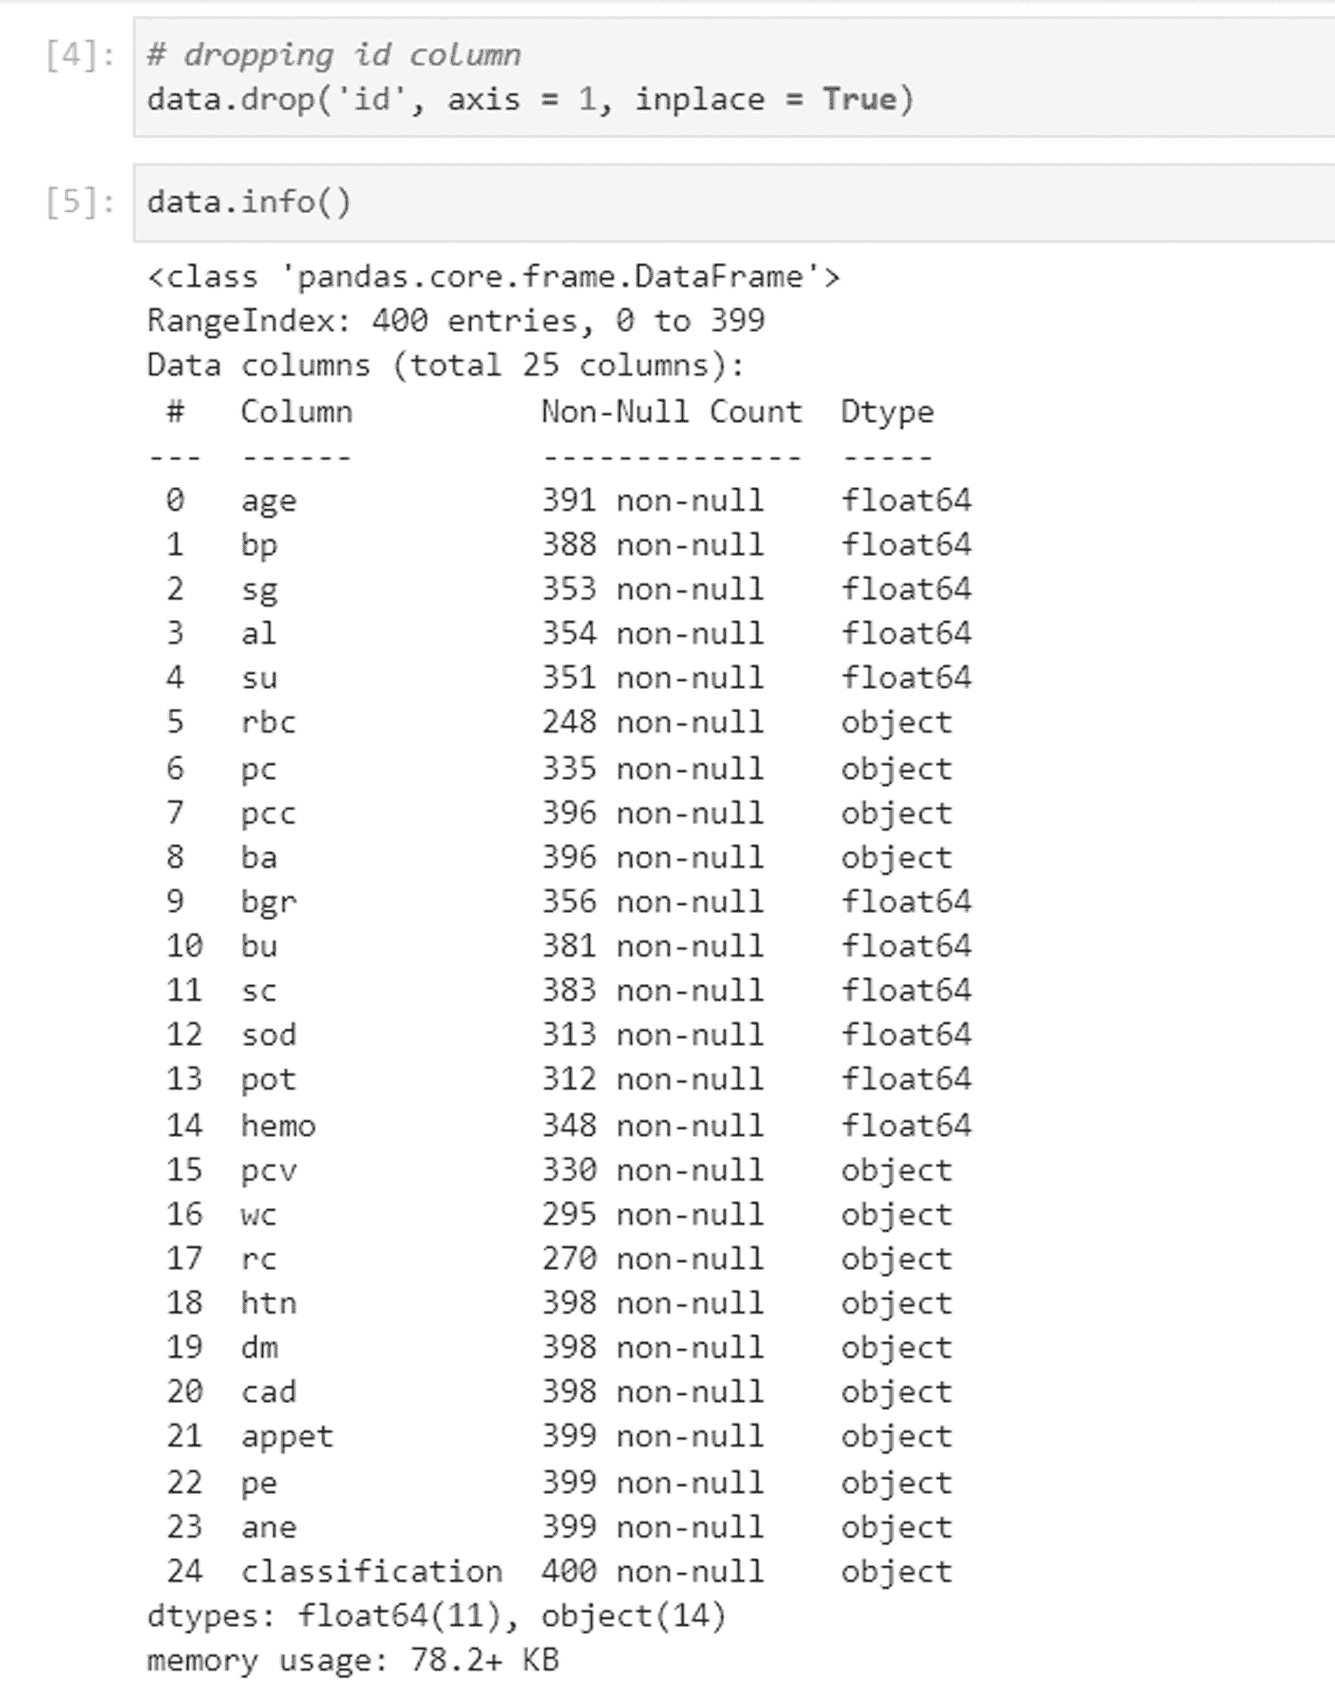 [4]: # dropping id column
data.drop('id', axis = 1, inplace = True)
[5]: data.info()
<class 'pandas.core.frame.DataFrame'>
RangeIndex: 400 entries, 0 to 399
Data columns (total 25 columns):
 #   Column          Non-Null Count  Dtype
---  ------          --------------  -----
 0   age             391 non-null    float64
 1   bp              388 non-null    float64
 2   sg              353 non-null    float64
 3   al              354 non-null    float64
 4   su              351 non-null    float64
 5   rbc             248 non-null    object
 6   pc              335 non-null    object
 7   pcc             396 non-null    object
 8   ba              396 non-null    object
 9   bgr             356 non-null    float64
 10  bu              381 non-null    float64
 11  sc              383 non-null    float64
 12  sod             313 non-null    float64
 13  pot             312 non-null    float64
 14  hemo            348 non-null    float64
 15  pcv             330 non-null    object
 16  wc              295 non-null    object
 17  rc              270 non-null    object
 18  htn             398 non-null    object
 19  dm              398 non-null    object
 20  cad             398 non-null    object
 21  appet           399 non-null    object
 22  pe              399 non-null    object
 23  ane             399 non-null    object
 24  classification  400 non-null    object
dtypes: float64(11), object(14)
memory usage: 78.2+ KB